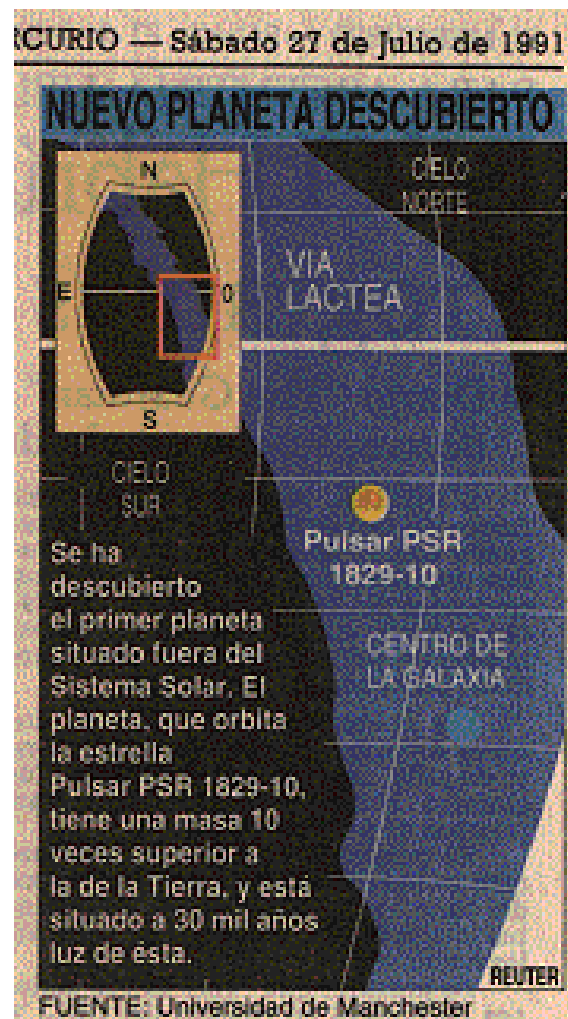 RCURIO — Sábado 27 de Julio de 1991
NUEVO PLANETA DESCUBIERTO
N
E
O
S
CIELO
NORTE
VIA
LACTEA
CIELO
SUR
Pulsar PSR
1829-10
CENTRO DE
LA GALAXIA
Se ha
descubierto
el primer planeta
situado fuera del
Sistema Solar. El
planeta, que orbita
la estrella
Pulsar PSR 1829-10,
tiene una masa 10
veces superior a
la de la Tierra, y está
situado a 30 mil años
luz de ésta.
REUTER
FUENTE: Universidad de Manchester